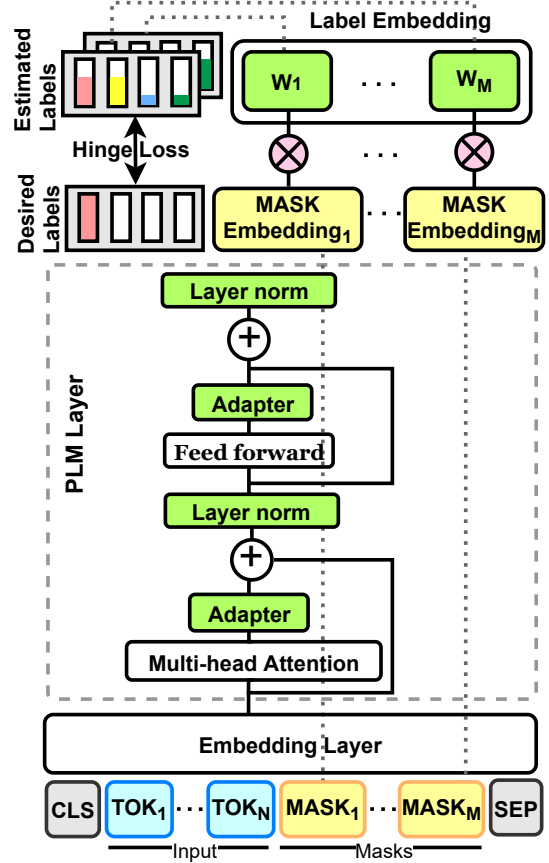 Label Embedding
Estimated
Labels
W1
...
WM
Hinge Loss
...
Desired
Labels
MASK
Embedding1
...
MASK
EmbeddingM
PLM Layer
Layer norm
+
Adapter
Feed forward
Layer norm
+
Adapter
Multi-head Attention
Embedding Layer
CLS TOK1 ... TOKN MASK1 ... MASKM SEP
Input Masks